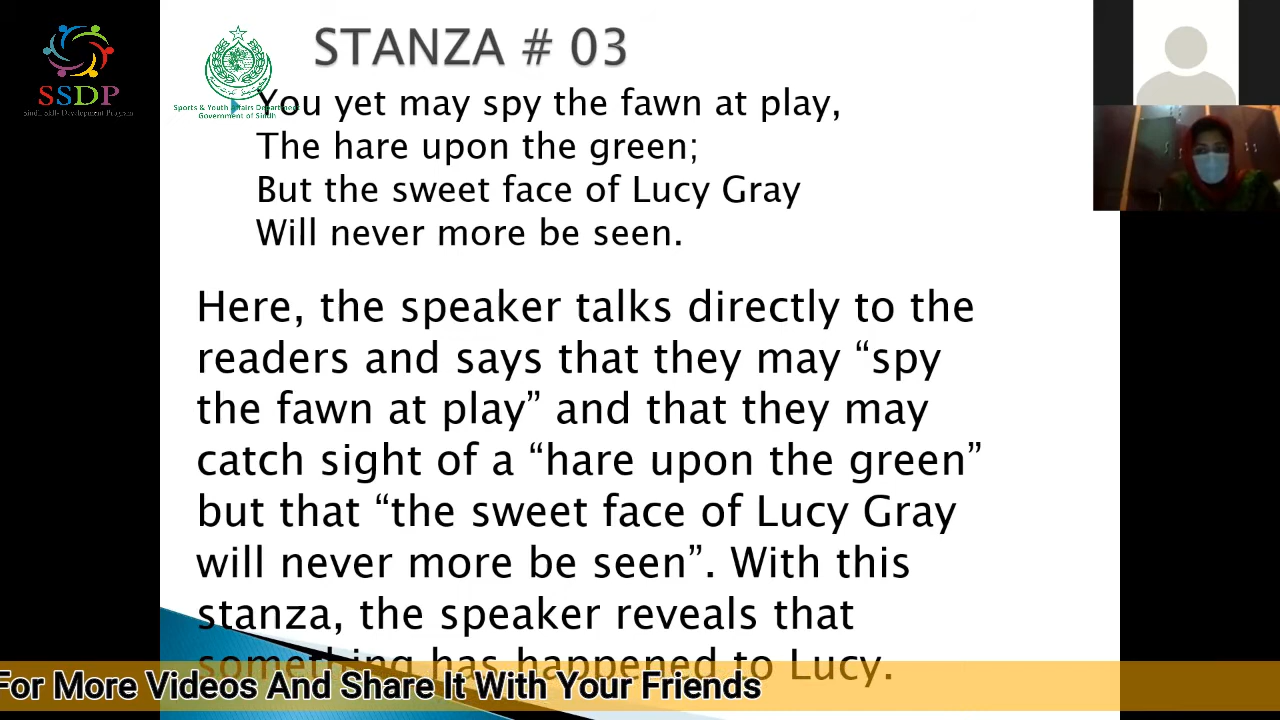 STANZA # 03
SSDP
Sindh Skills Development Program
Sports & Youth Affairs Department
Government of Sindh
You yet may spy the fawn at play,
The hare upon the green;
But the sweet face of Lucy Gray
Will never more be seen.
Here, the speaker talks directly to the
readers and says that they may “spy
the fawn at play” and that they may
catch sight of a “hare upon the green”
but that “the sweet face of Lucy Gray
will never more be seen”. With this
stanza, the speaker reveals that
something has happened to Lucy.
For More Videos And Share It With Your Friends